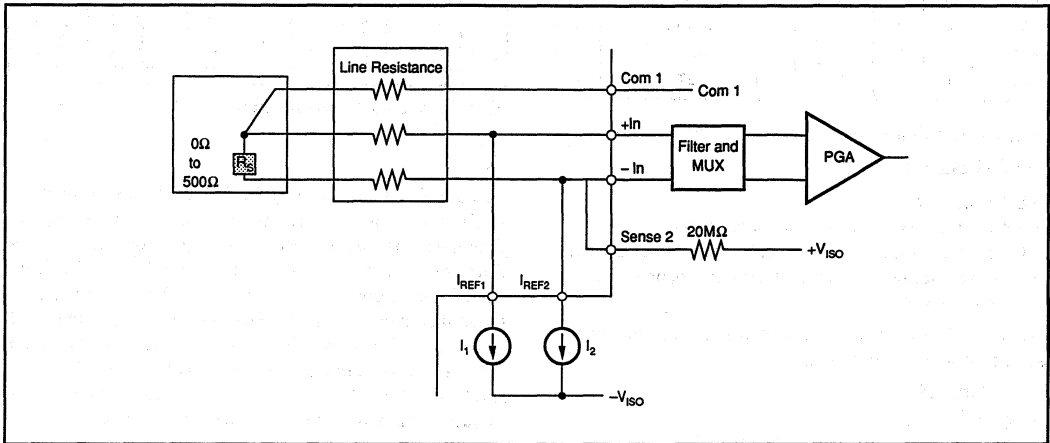 Line Resistance
Com 1
Com 1
0Ω
to
500Ω
RS
+In
– In
Filter and
MUX
PGA
Sense 2
20MΩ
+VISO
IREF1
IREF2
I1
I2
–VISO